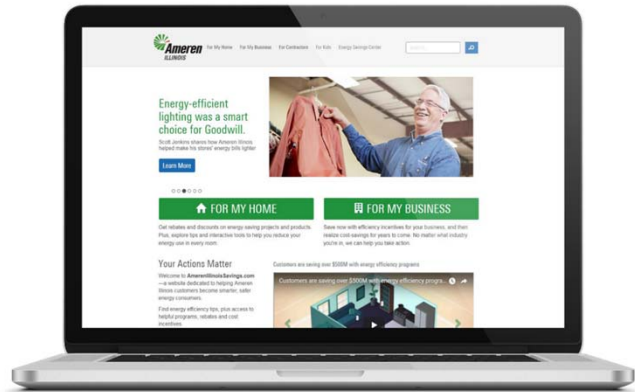 Ameren
ILLINOIS
For My Home For My Business For Contractors For Kids Energy Savings Center
Energy-efficient
lighting was a smart
choice for Goodwill.
Scott Jenkins shares how Ameren Illinois
helped make his stores' energy bills lighter
Learn More
FOR MY HOME
FOR MY BUSINESS
Get rebates and discounts on energy saving projects and products.
Plus, explore tips and interactive tools to help you reduce your
energy use in every room.
Save now with efficiency incentives for your business, and then
realize cost-savings for years to come. No matter what industry
you're in, we can help you take action.
Your Actions Matter
Welcome to AmerenIllinoisSavings.com
—a website dedicated to helping Ameren
Illinois customers become smarter, safer
energy consumers.
Find energy efficiency tips, plus access to
helpful programs, rebates and cost
incentives.
Customers are saving over $500M with energy efficiency programs
Customers are saving over $500M with energy efficiency progra...